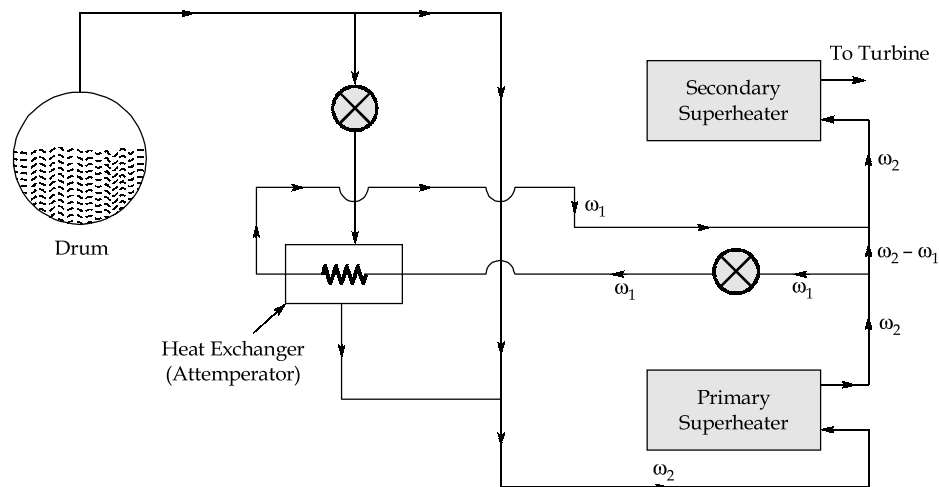 To Turbine
Secondary
Superheater
ω2
ω1
Drum
ω2 – ω1
ω1
ω1
ω2
Heat Exchanger
(Attemperator)
Primary
Superheater
ω2